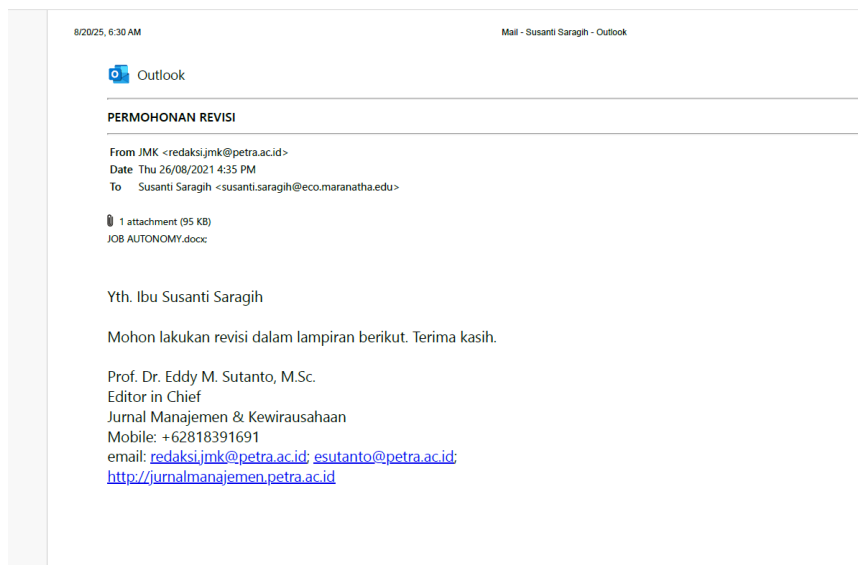 8/20/25, 6:30 AM Mail - Susanti Saragih - Outlook
Outlook
PERMOHONAN REVISI
From JMK <redaksi.jmk@petra.ac.id>
Date Thu 26/08/2021 4:35 PM
To Susanti Saragih <susanti.saragih@eco.maranatha.edu>
1 attachment (95 KB)
JOB AUTONOMY.docx;
Yth. Ibu Susanti Saragih
Mohon lakukan revisi dalam lampiran berikut. Terima kasih.
Prof. Dr. Eddy M. Sutanto, M.Sc.
Editor in Chief
Jurnal Manajemen & Kewirausahaan
Mobile: +62818391691
email: redaksi.jmk@petra.ac.id; esutanto@petra.ac.id;
http://jurnalmanajemen.petra.ac.id